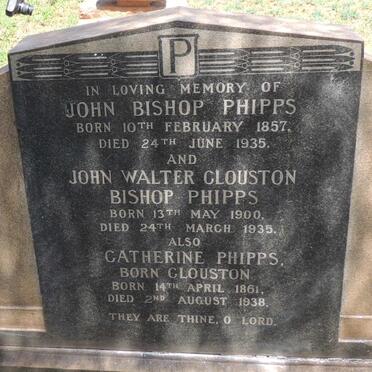 P
IN LOVING MEMORY OF
JOHN BISHOP PHIPPS
BORN 10TH FEBRUARY 1857.
DIED 24TH JUNE 1935.
AND
JOHN WALTER CLOUSTON
BISHOP PHIPPS
BORN 13TH MAY 1900.
DIED 24TH MARCH 1935.
ALSO
CATHERINE PHIPPS,
BORN CLOUSTON
BORN 14TH APRIL 1861,
DIED 2ND AUGUST 1938.
THEY ARE THINE, O LORD.